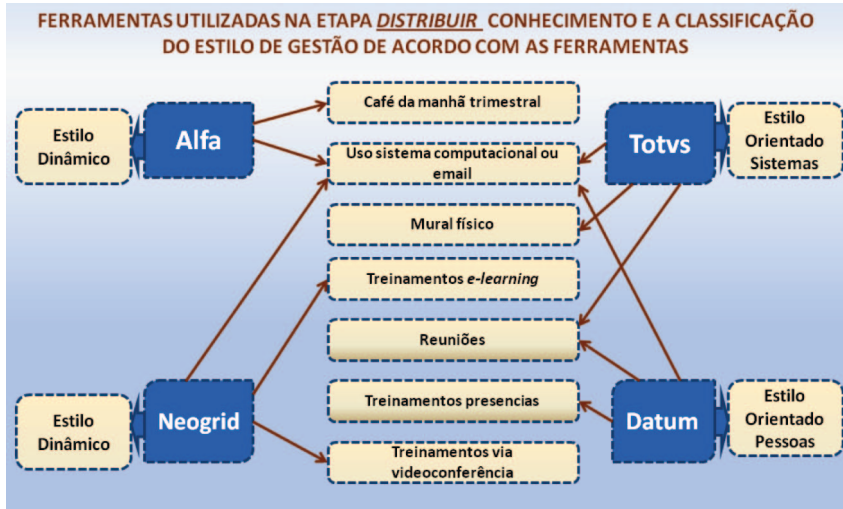 FERRAMENTAS UTILIZADAS NA ETAPA DISTRIBUIR CONHECIMENTO E A CLASSIFICAÇÃO
DO ESTILO DE GESTÃO DE ACORDO COM AS FERRAMENTAS
Estilo
Dinâmico
Alfa
Café da manhã trimestral
Uso sistema computacional ou
email
Mural físico
Treinamentos e-learning
Reuniões
Treinamentos presencias
Treinamentos via
videoconferência
Totvs
Estilo
Orientado
Sistemas
Estilo
Dinâmico
Neogrid
Datum
Estilo
Orientado
Pessoas